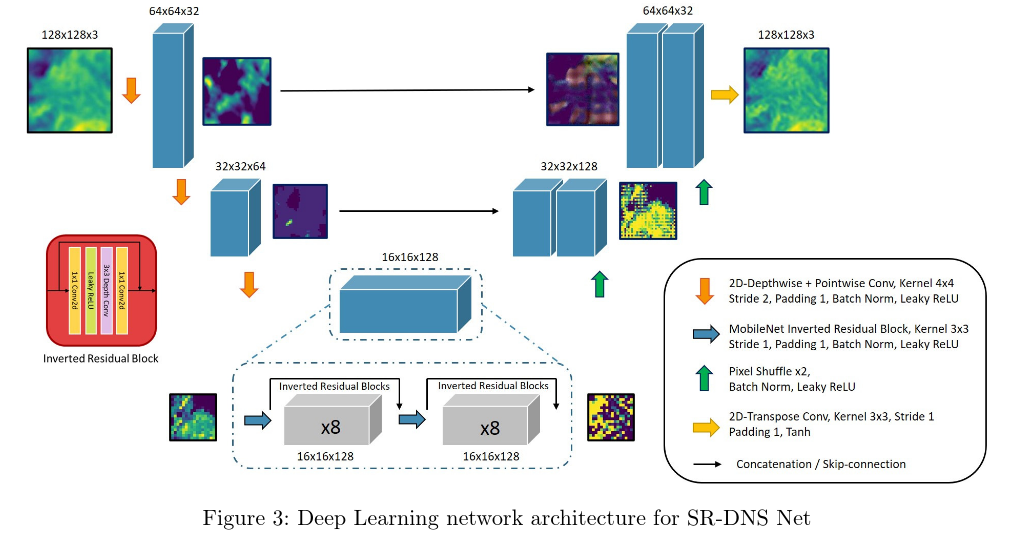 64x64x32
64x64x32
128x128x3
128x128x3
32x32x64
32x32x128
16x16x128
1x1 Conv2d
Leaky ReLU
3x3 Depth Conv
1x1 Conv2d
Inverted Residual Block
Inverted Residual Blocks
Inverted Residual Blocks
x8
x8
16x16x128
16x16x128
2D-Depthwise + Pointwise Conv, Kernel 4x4
Stride 2, Padding 1, Batch Norm, Leaky ReLU
MobileNet Inverted Residual Block, Kernel 3x3
Stride 1, Padding 1, Batch Norm, Leaky ReLU
Pixel Shuffle x2,
Batch Norm, Leaky ReLU
2D-Transpose Conv, Kernel 3x3, Stride 1
Padding 1, Tanh
Concatenation / Skip-connection
Figure 3: Deep Learning network architecture for SR-DNS Net